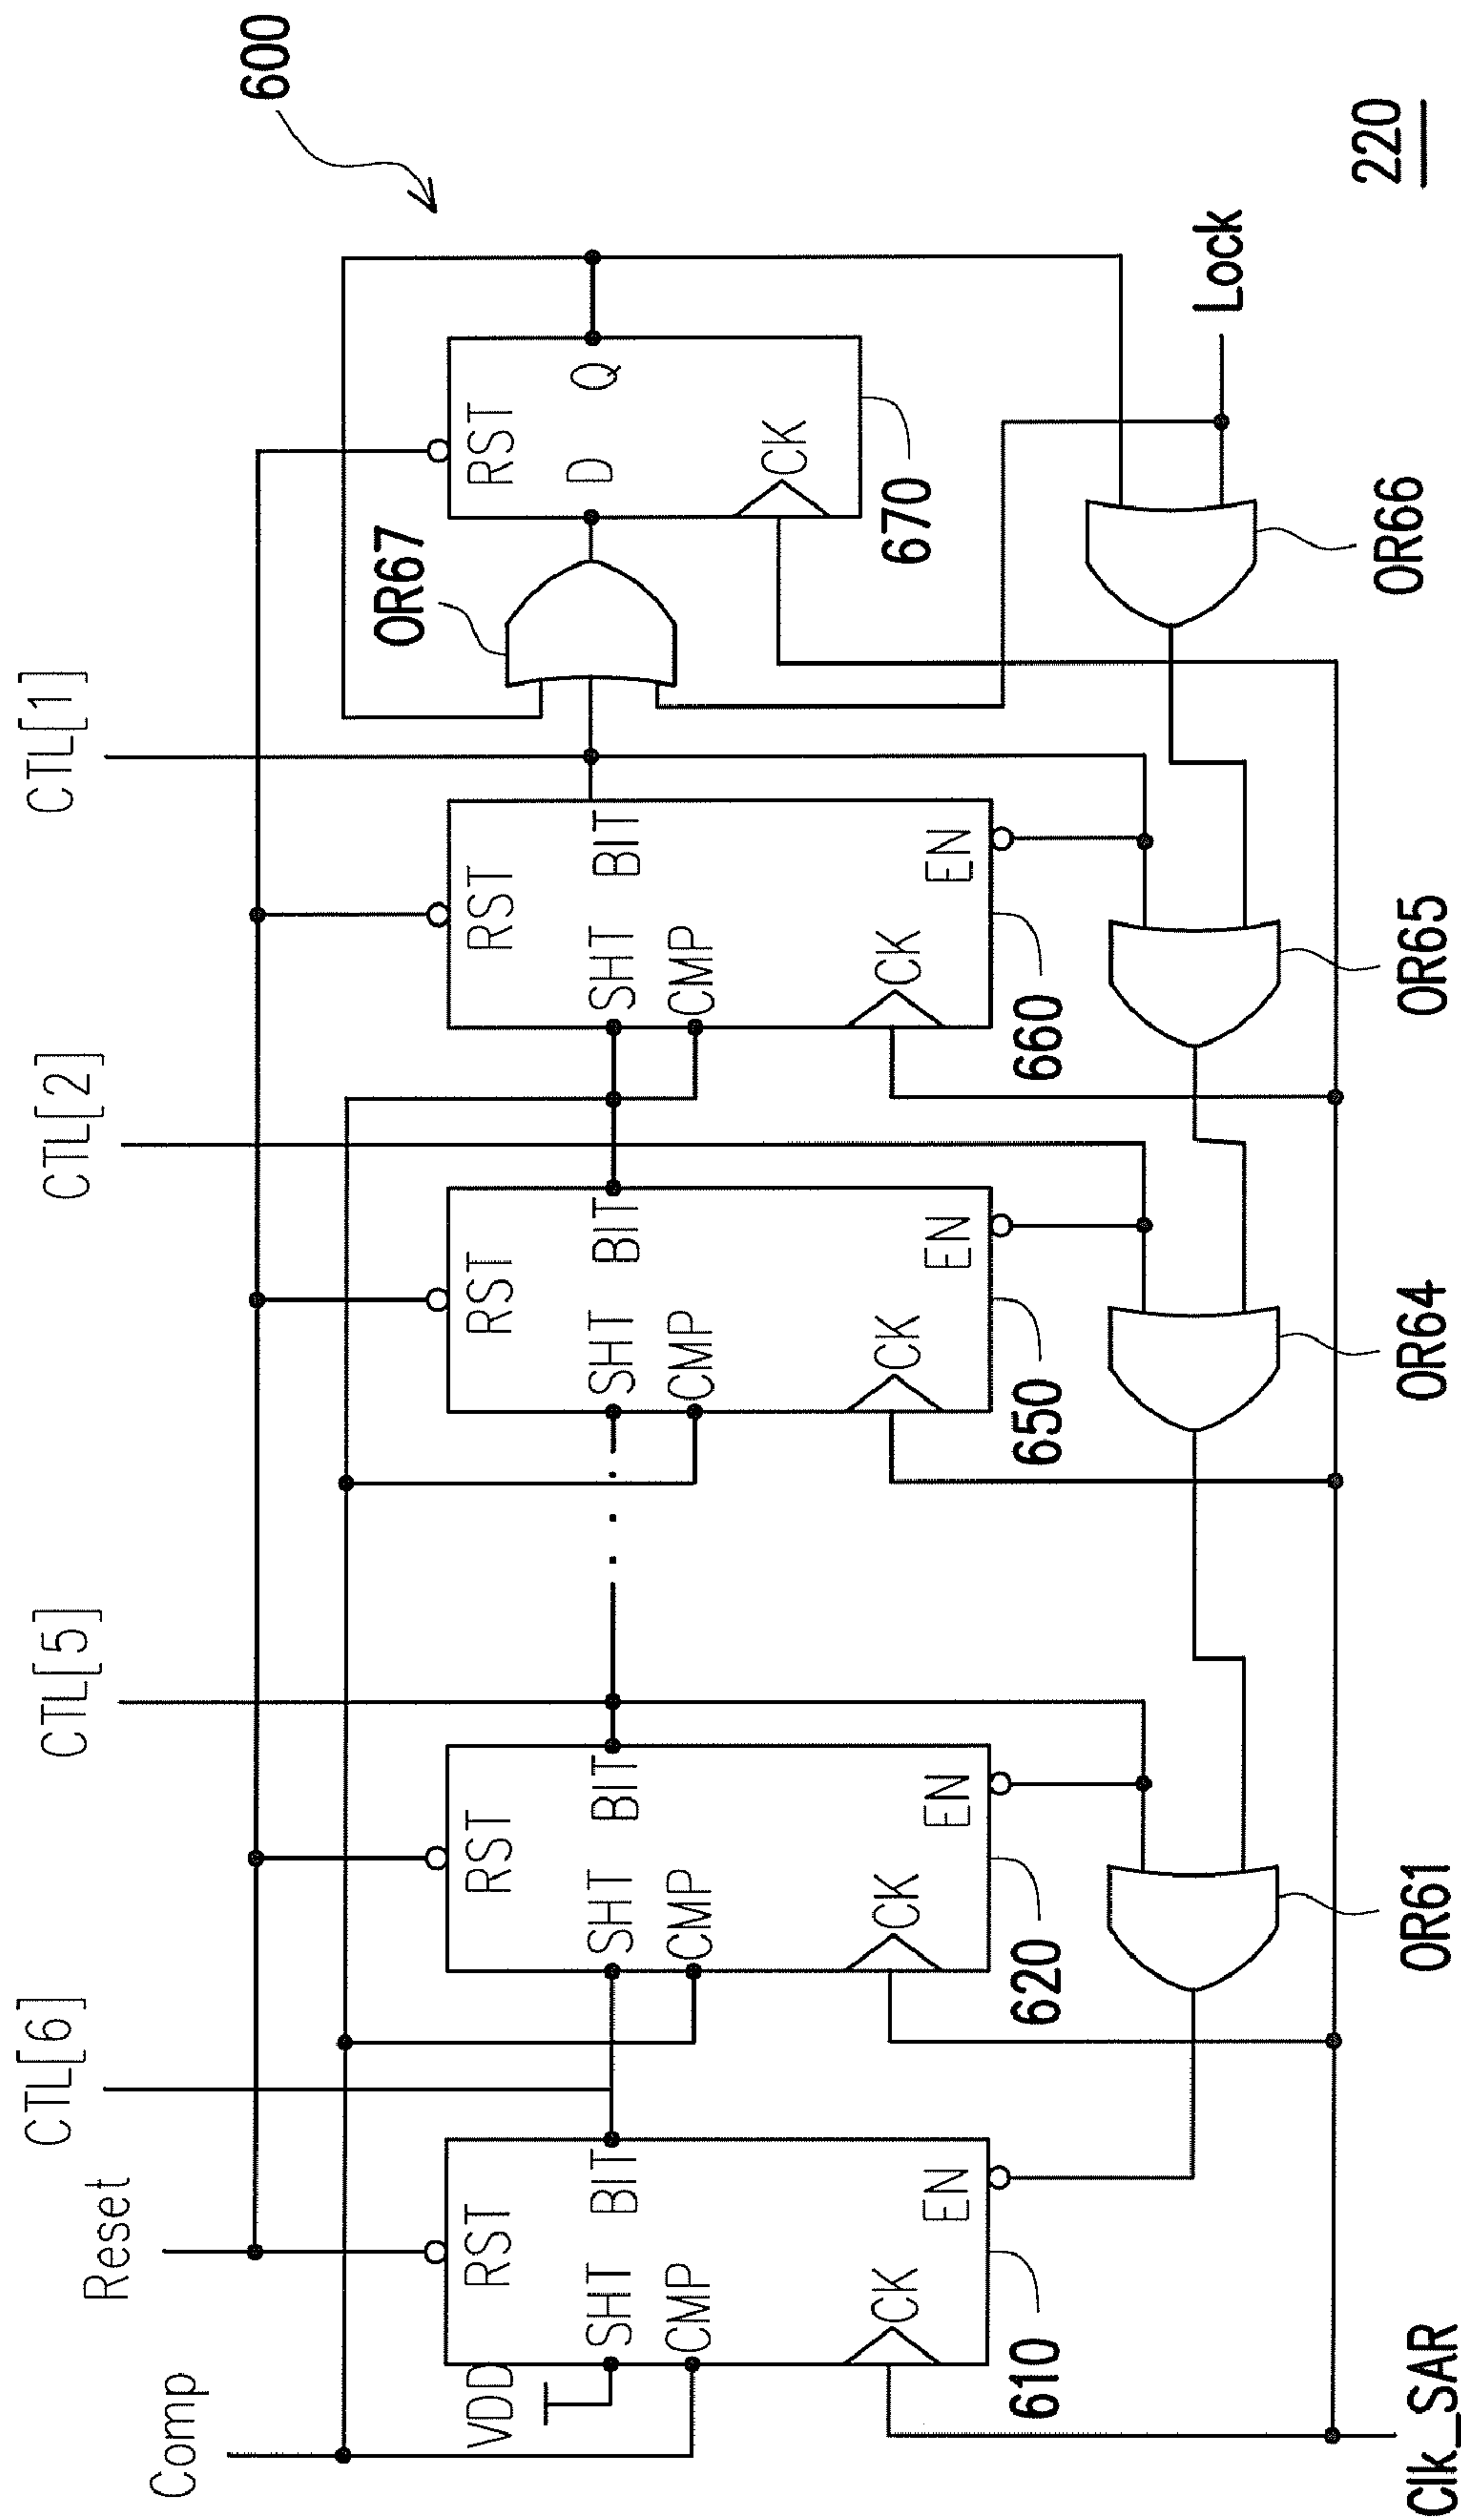 600
Comp
Reset
CTL[6]
CTL[5]
CTL[2]
CTL[1]
VDD
RST
SHT BIT
CMP
CK EN
610
RST
SHT BIT
CMP
CK EN
620
RST
SHT BIT
CMP
CK EN
650
RST
SHT BIT
CMP
CK EN
660
OR67
RST
D Q
CK
670
Lock
Clk_SAR
OR61
OR64
OR65
OR66
220